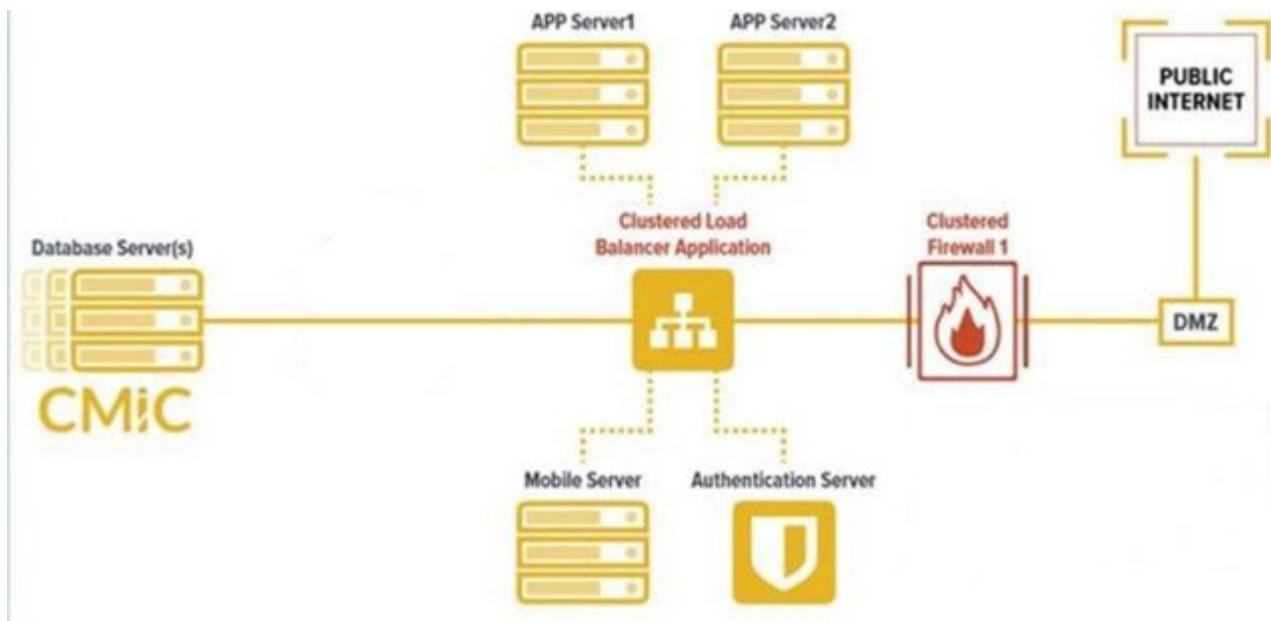 APP Server1
APP Server2
PUBLIC
INTERNET
Clustered Load
Balancer Application
Clustered
Firewall 1
Database Server(s)
DMZ
CMiC
Mobile Server
Authentication Server